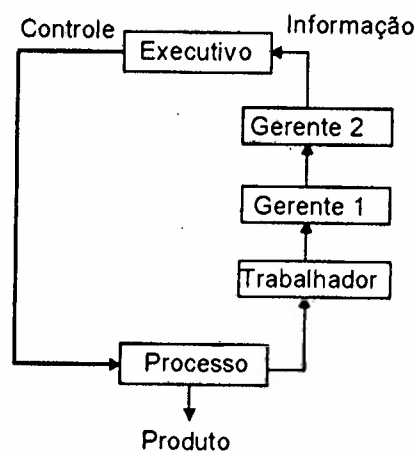 Controle
Informação
Executivo
Gerente 2
Gerente 1
Trabalhador
Processo
Produto